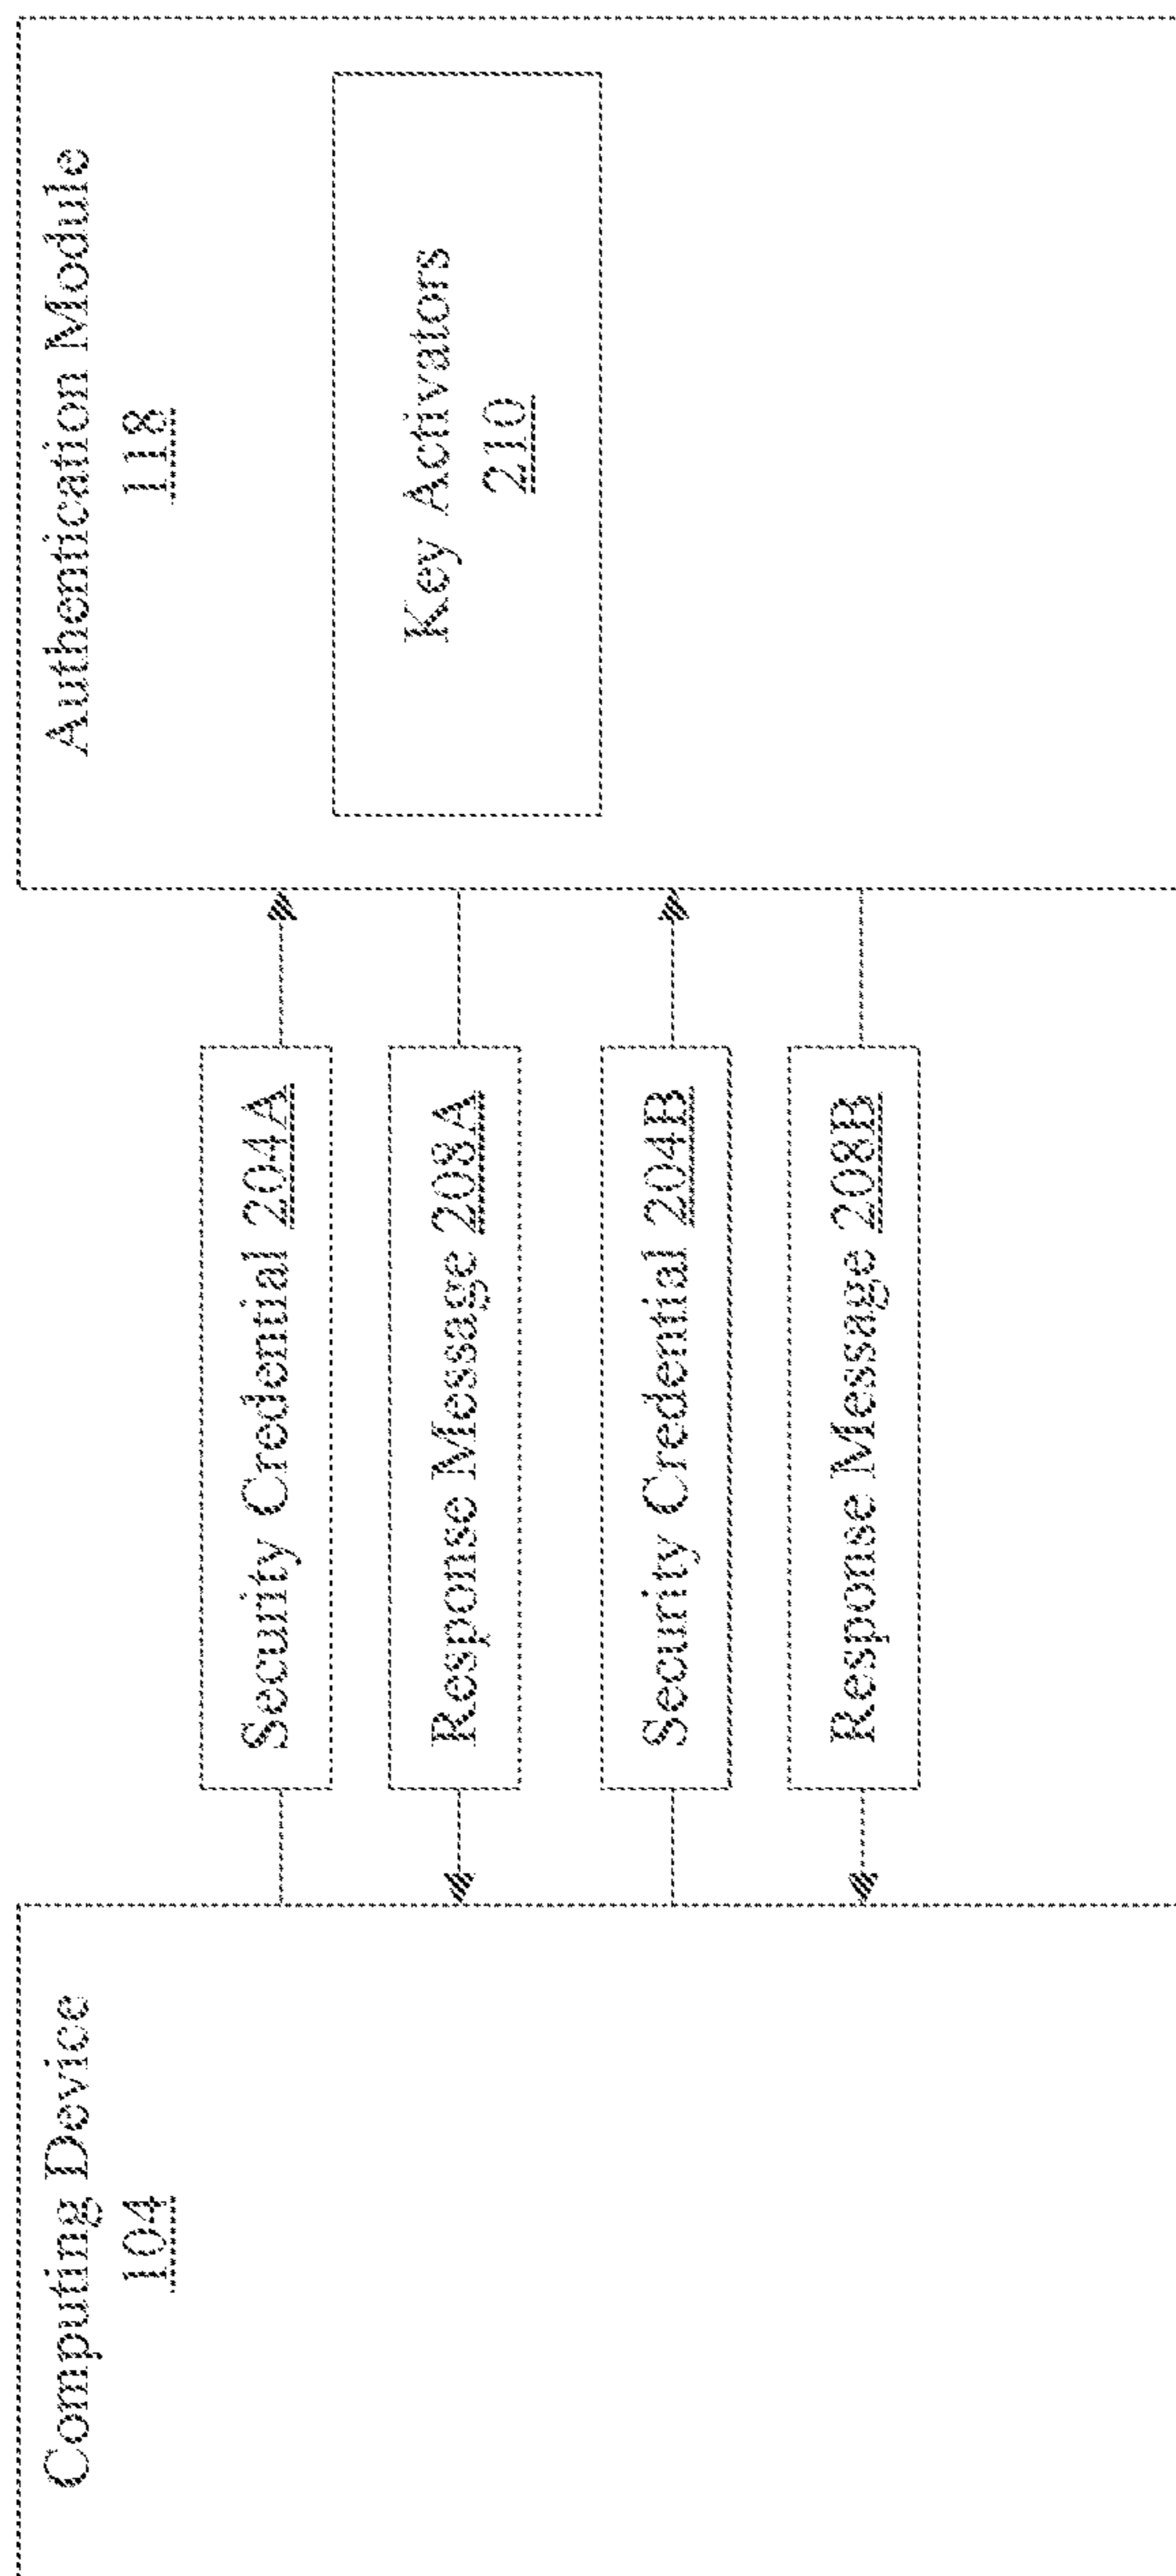 Computing Device
104
Security Credential 204A
Response Message 208A
Security Credential 204B
Response Message 208B
Authentication Module
118
Key Activators
210